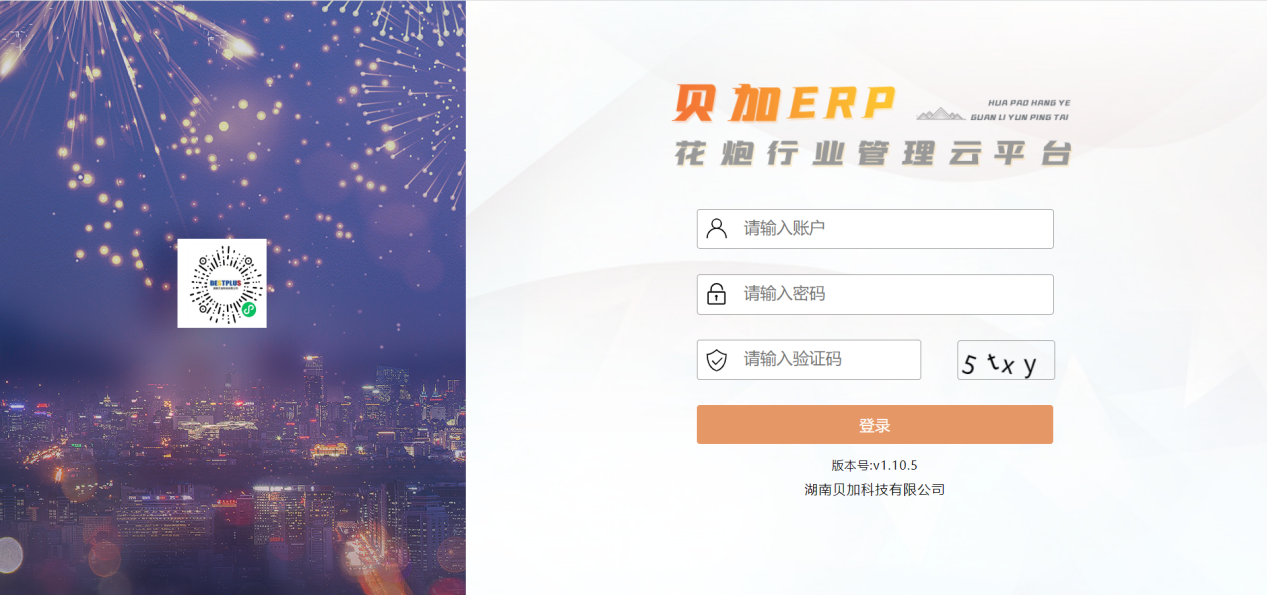 BESTPLUS
贝加ERP
HUA PAO HANG YE
GUAN LI YUN PING TAI
花炮行业管理云平台
请输入账户
请输入密码
请输入验证码
5txy
登录
版本号:v1.10.5
湖南贝加科技有限公司